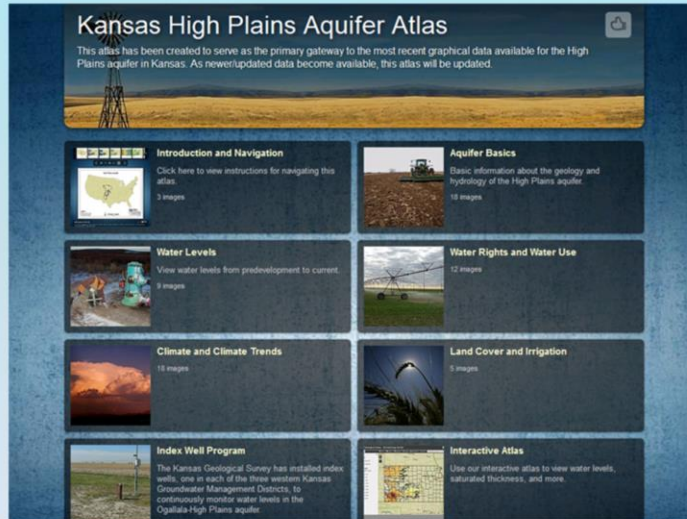 Kansas High Plains Aquifer Atlas
This atlas has been created to serve as the primary gateway to the most recent graphical data available for the High
Plains aquifer in Kansas. As newer/updated data become available, this atlas will be updated.
Introduction and Navigation
Click here to view instructions for navigating this
atlas.
3 images
Aquifer Basics
Basic information about the geology and
hydrology of the High Plains aquifer.
18 images
Water Levels
View water levels from predevelopment to current.
9 images
Water Rights and Water Use
12 images
Climate and Climate Trends
18 images
Land Cover and Irrigation
5 images
Index Well Program
The Kansas Geological Survey has installed index
wells, one in each of the three western Kansas
Groundwater Management Districts, to
continuously monitor water levels in the
Ogallala-High Plains aquifer.
Interactive Atlas
Use our interactive atlas to view water levels,
saturated thickness, and more.